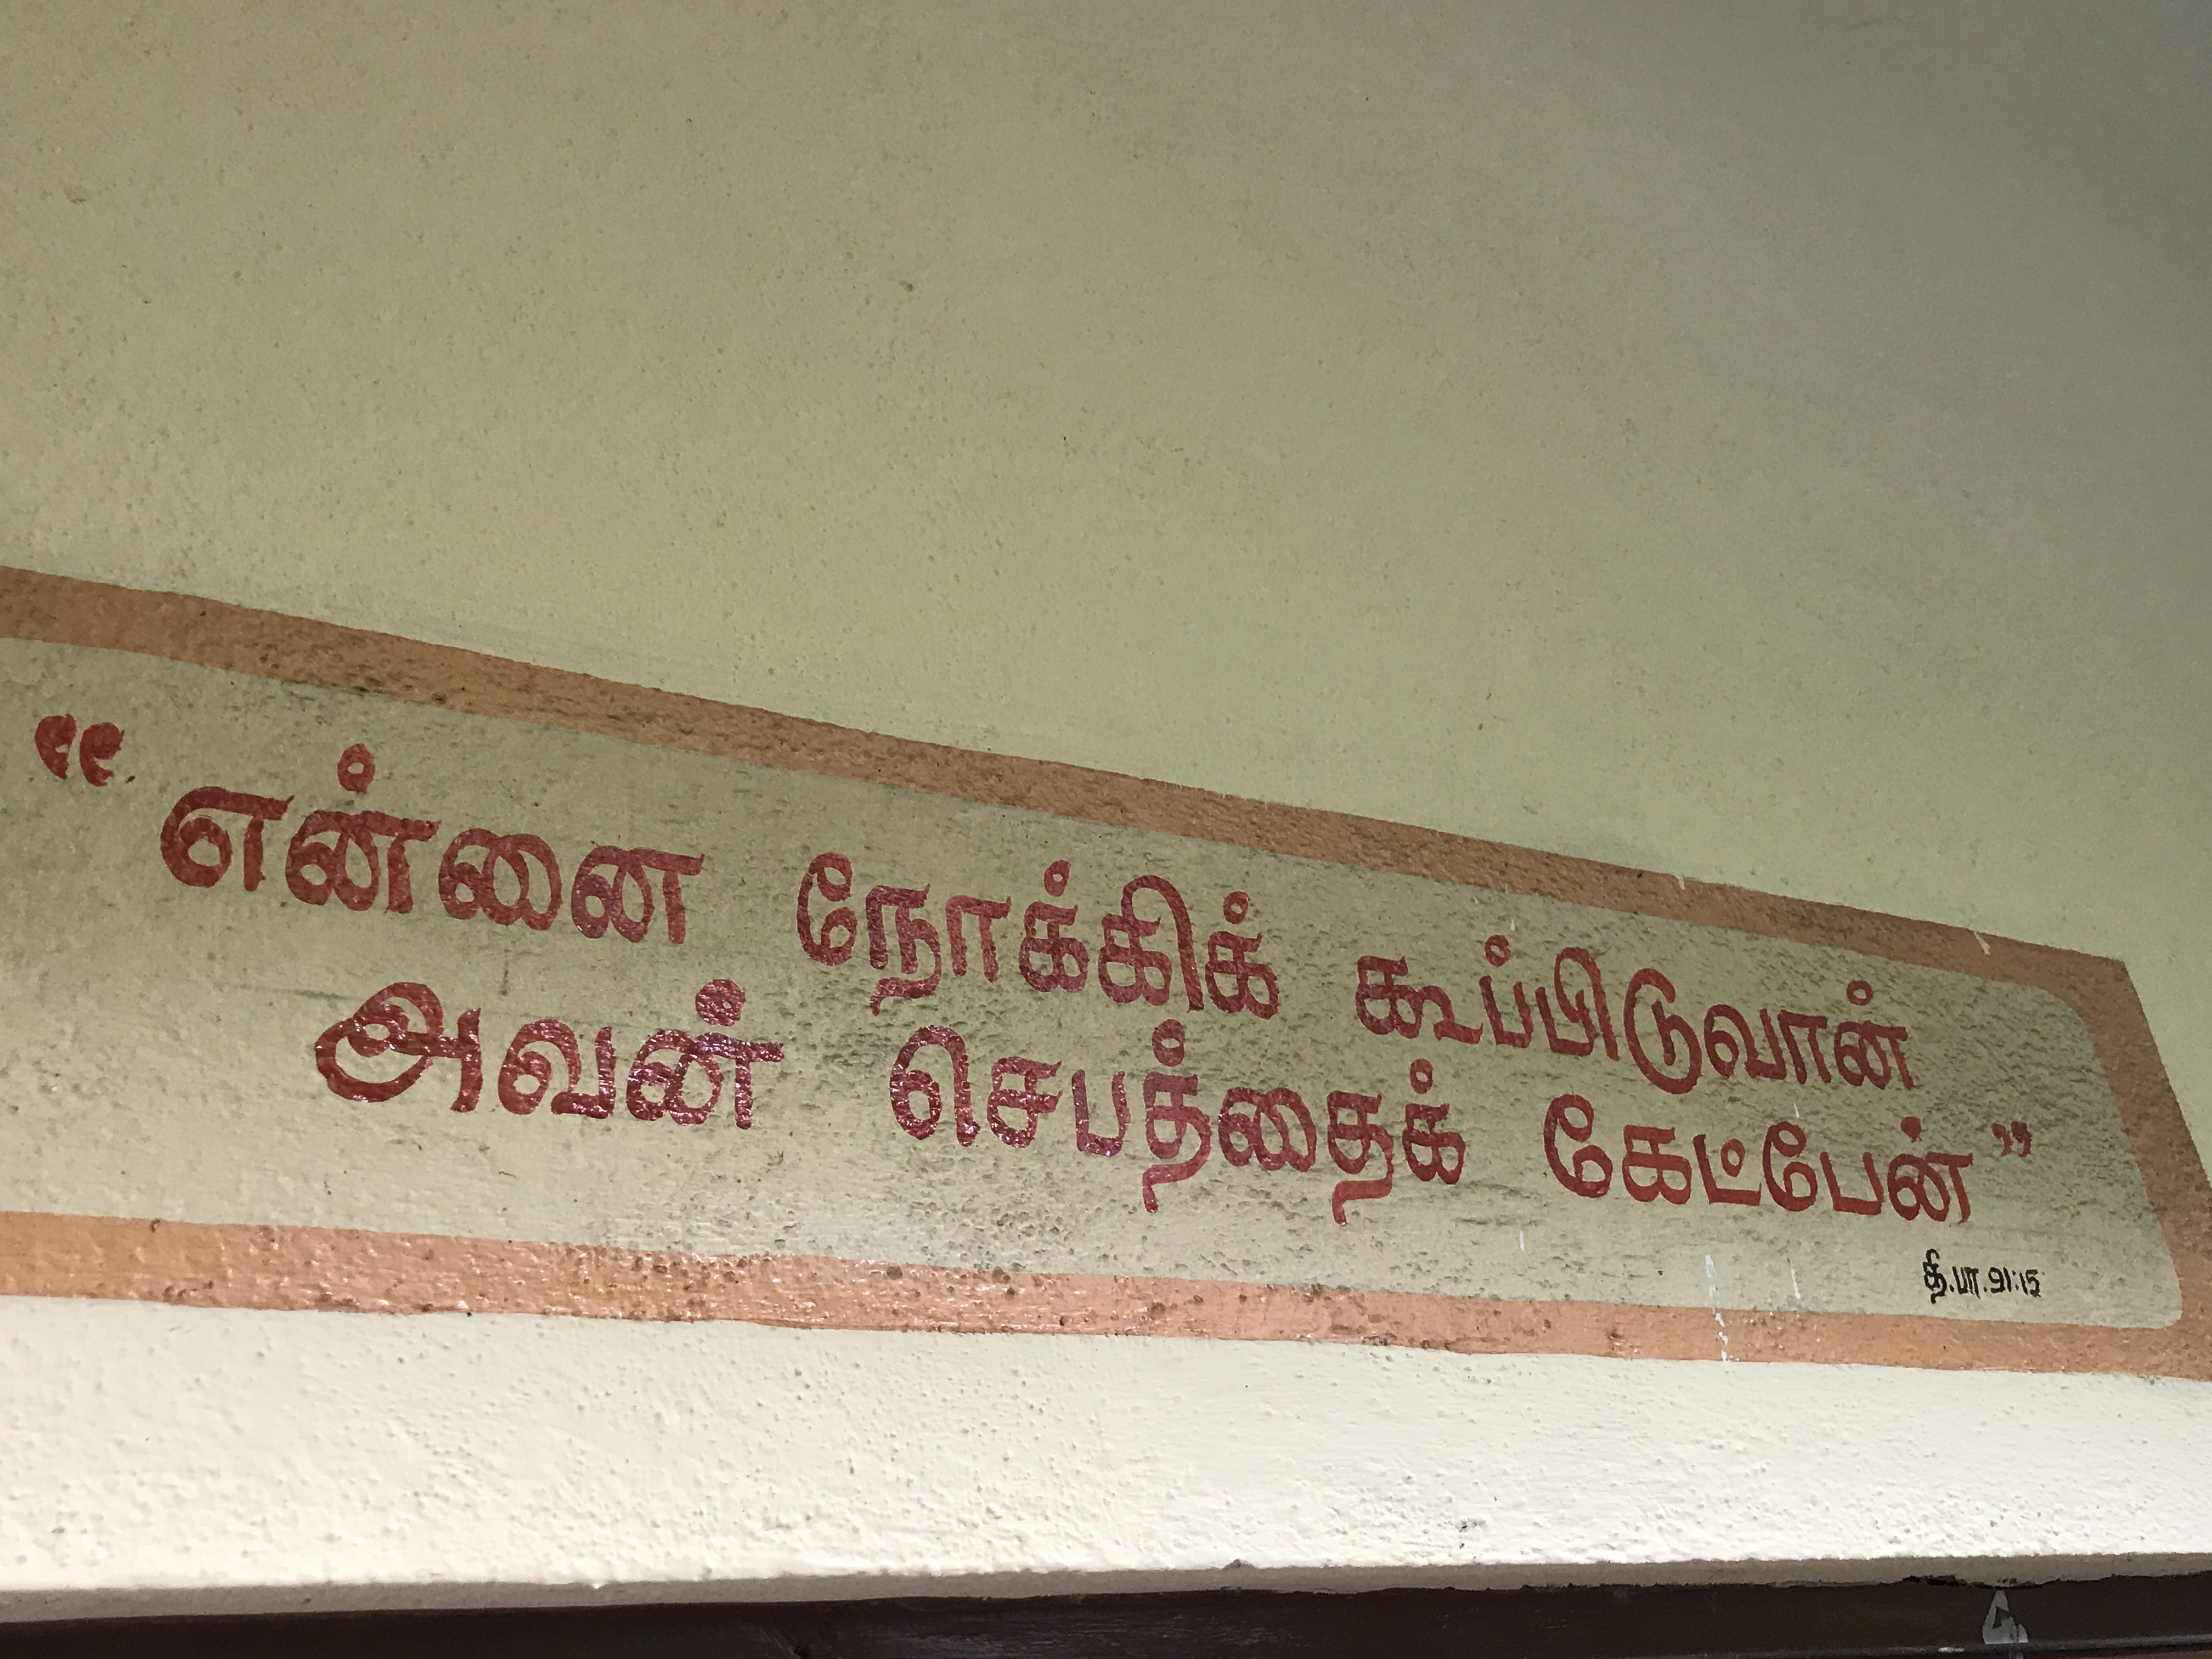 “என்னை நோக்கிக் கூப்பிடுவான்
அவன் செபத்தைக் கேட்பேன்”
தி.பா.91:15